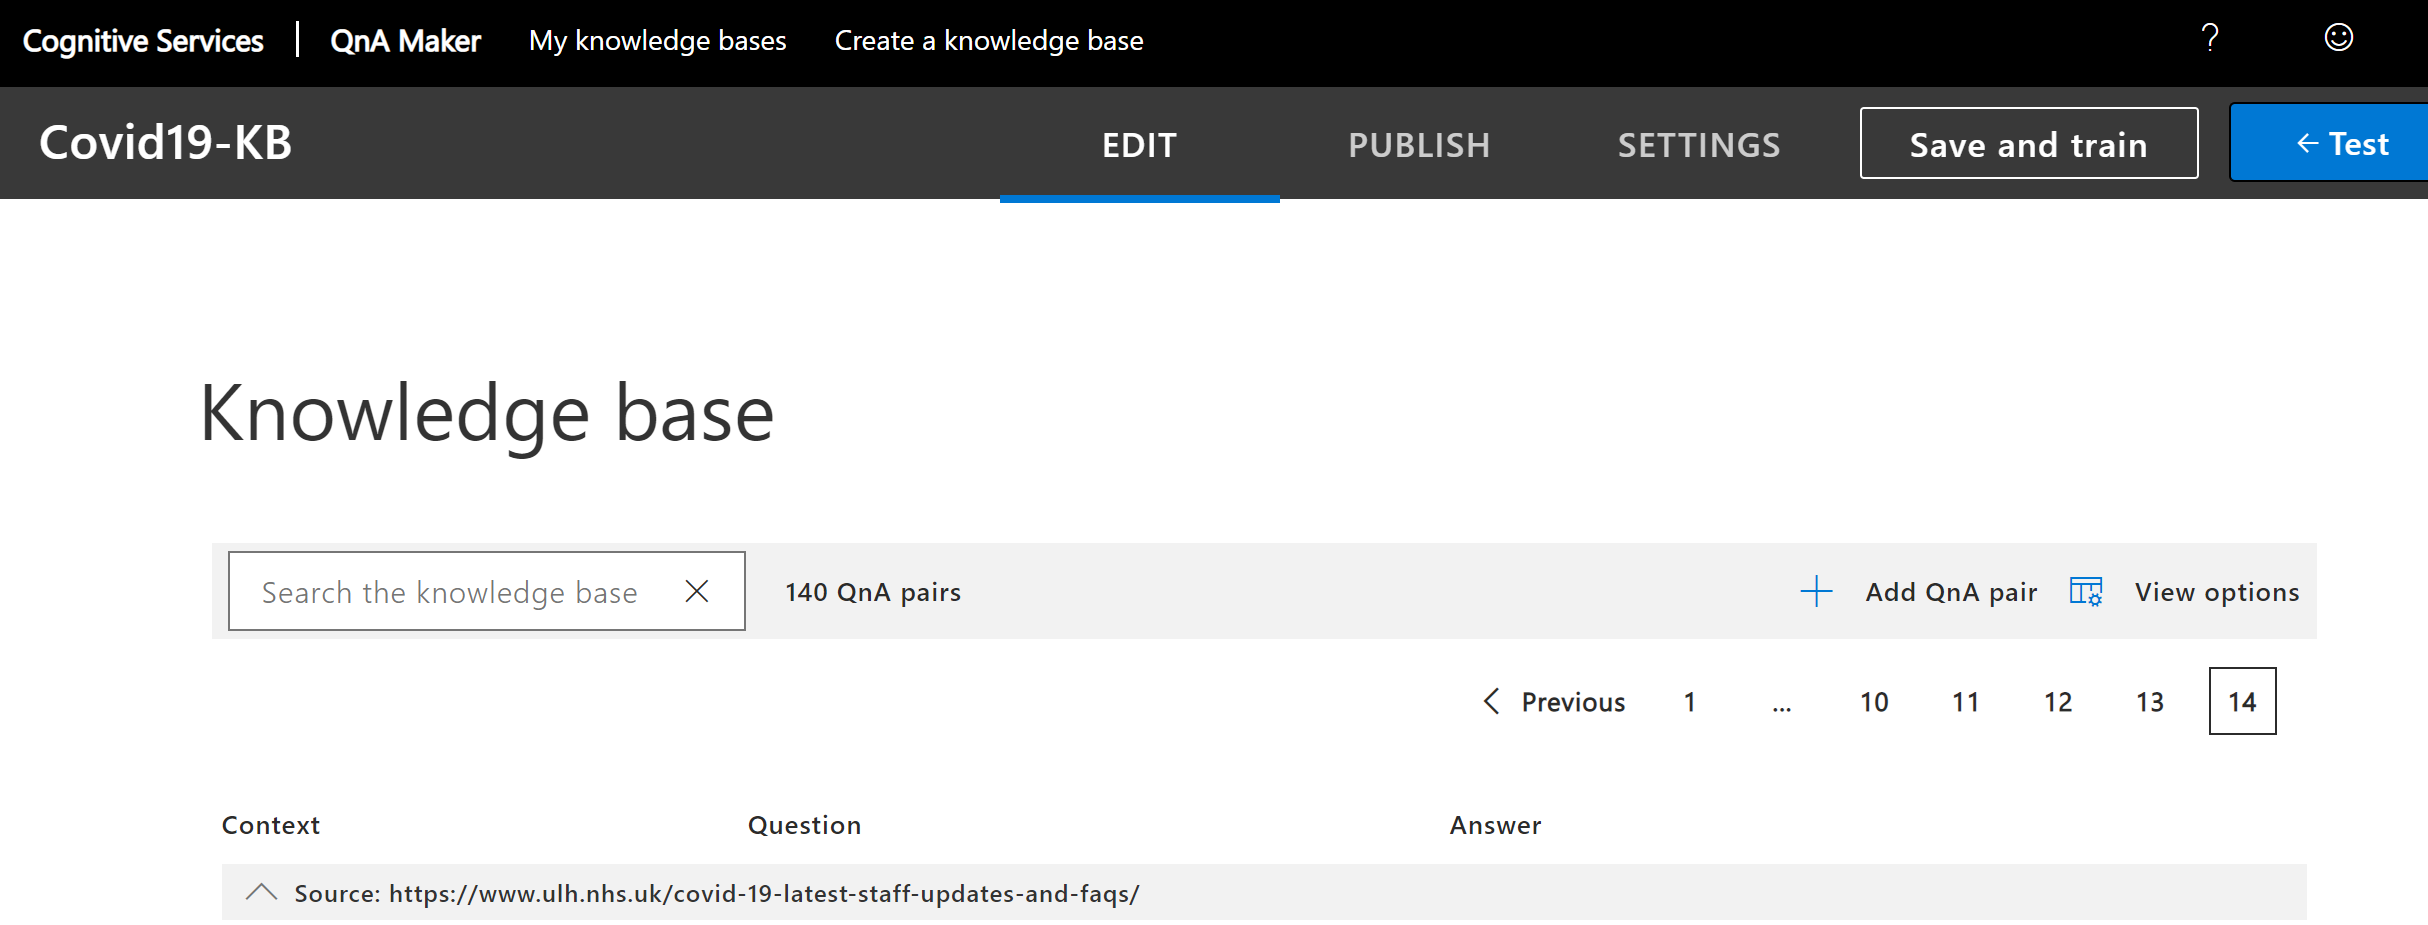 Cognitive Services | QnA Maker My knowledge bases Create a knowledge base ?
Covid19-KB EDIT PUBLISH SETTINGS Save and train ← Test
Knowledge base
Search the knowledge base 140 QnA pairs Add QnA pair View options
Previous 1 ... 10 11 12 13 14
Context Question Answer
Source: https://www.ulh.nhs.uk/covid-19-latest-staff-updates-and-faqs/